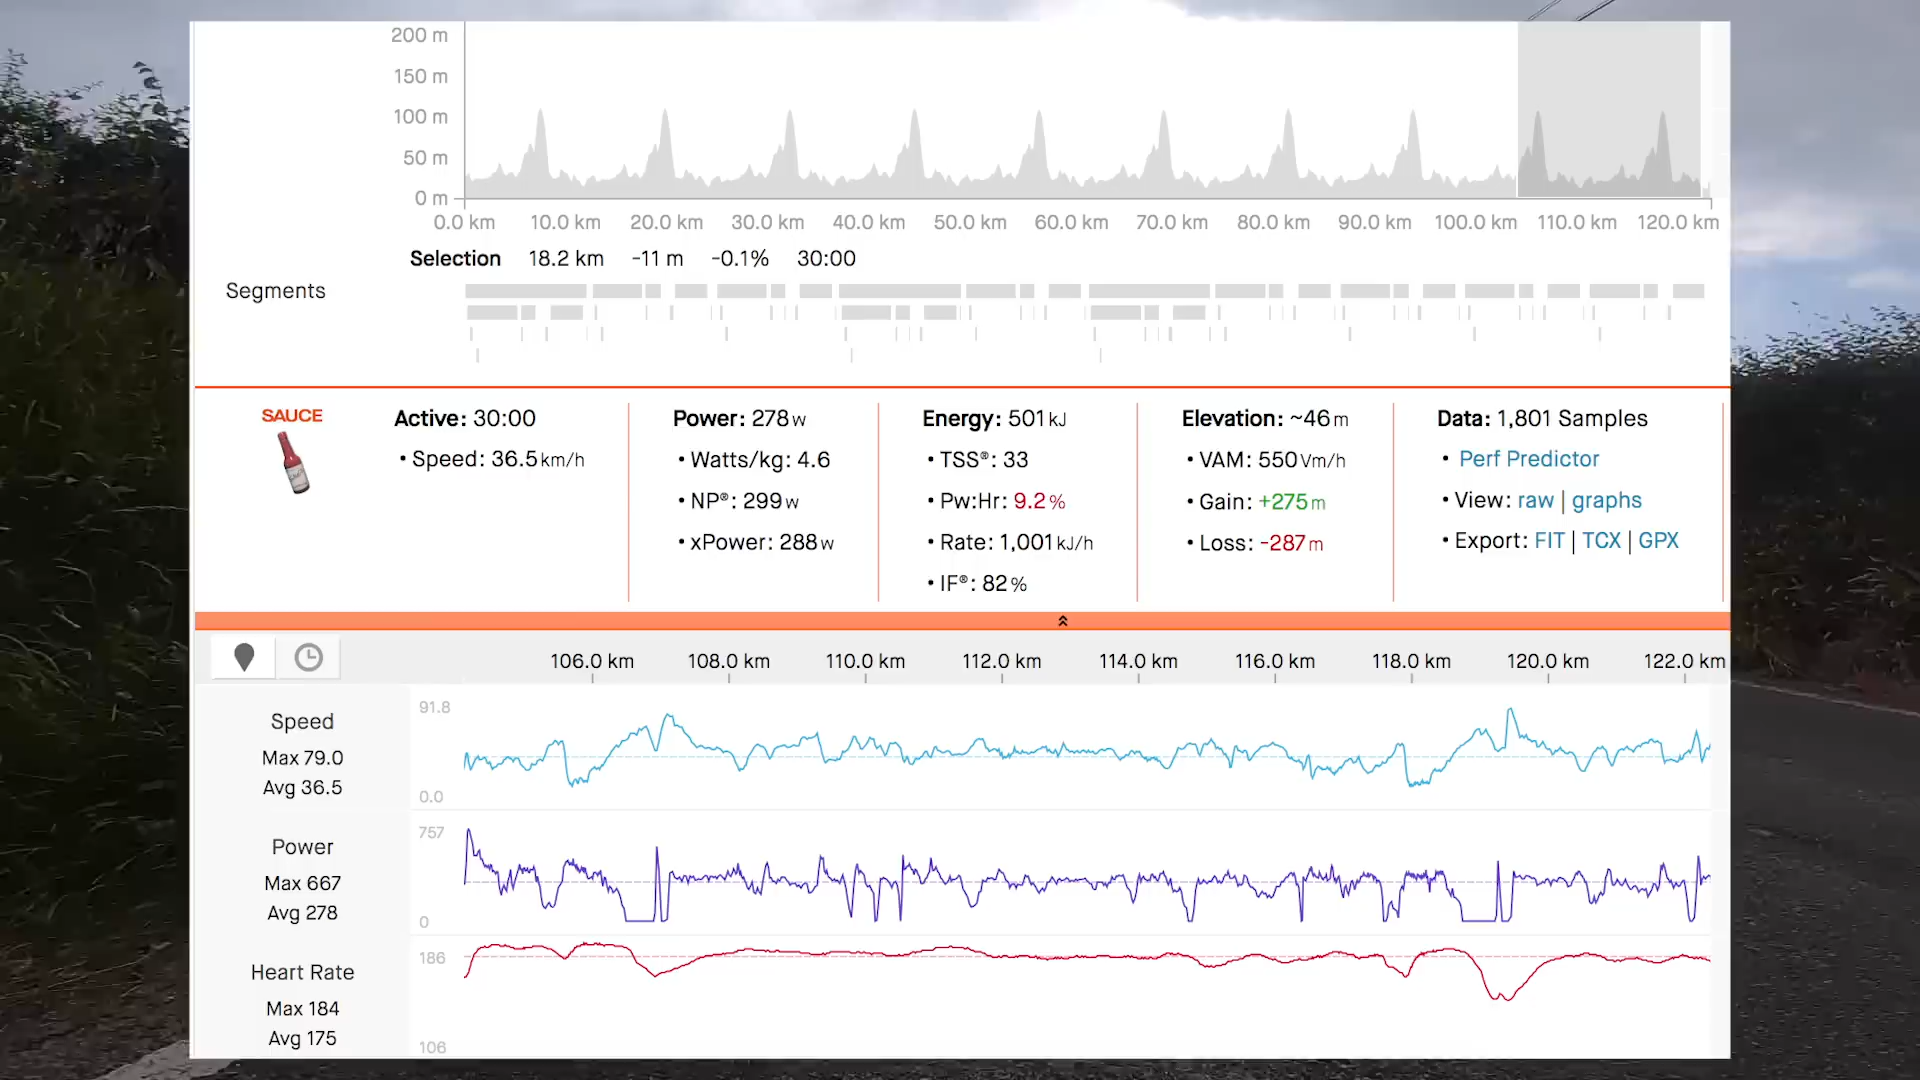 200 m
150 m
100 m
50 m
0 m
0.0 km 10.0 km 20.0 km 30.0 km 40.0 km 50.0 km 60.0 km 70.0 km 80.0 km 90.0 km 100.0 km 110.0 km 120.0 km
Selection 18.2 km -11 m -0.1% 30:00
Segments
SAUCE
Active: 30:00
• Speed: 36.5 km/h
Power: 278 w
• Watts/kg: 4.6
• NP®: 299 w
• xPower: 288 w
Energy: 501 kJ
• TSS®: 33
• Pw:Hr: 9.2 %
• Rate: 1,001 kJ/h
• IF®: 82 %
Elevation: ~46 m
• VAM: 550 Vm/h
• Gain: +275 m
• Loss: -287 m
Data: 1,801 Samples
• Perf Predictor
• View: raw | graphs
• Export: FIT | TCX | GPX
106.0 km 108.0 km 110.0 km 112.0 km 114.0 km 116.0 km 118.0 km 120.0 km 122.0 km
Speed
Max 79.0
Avg 36.5
91.8
0.0
Power
Max 667
Avg 278
757
0
Heart Rate
Max 184
Avg 175
186
106